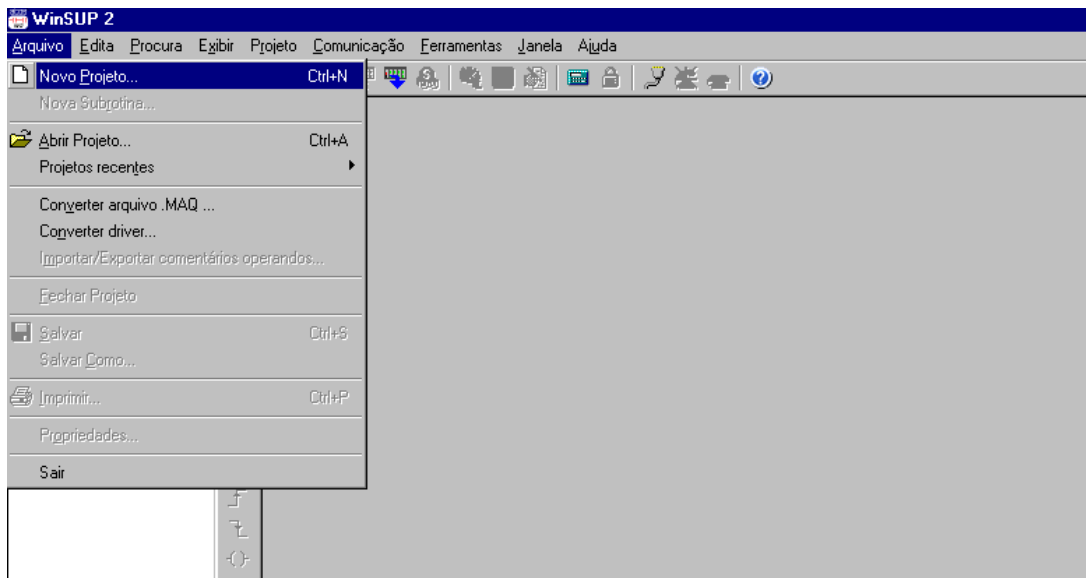 WinSUP 2
Arquivo Edita Procura Exibir Projeto Comunicação Ferramentas Janela Ajuda
Novo Projeto... Ctrl+N
Nova Subrotina...
Abrir Projeto... Ctrl+A
Projetos recentes
Converter arquivo .MAQ ...
Converter driver...
Importar/Exportar comentários operandos...
Fechar Projeto
Salvar Ctrl+S
Salvar Como...
Imprimir... Ctrl+P
Propriedades...
Sair